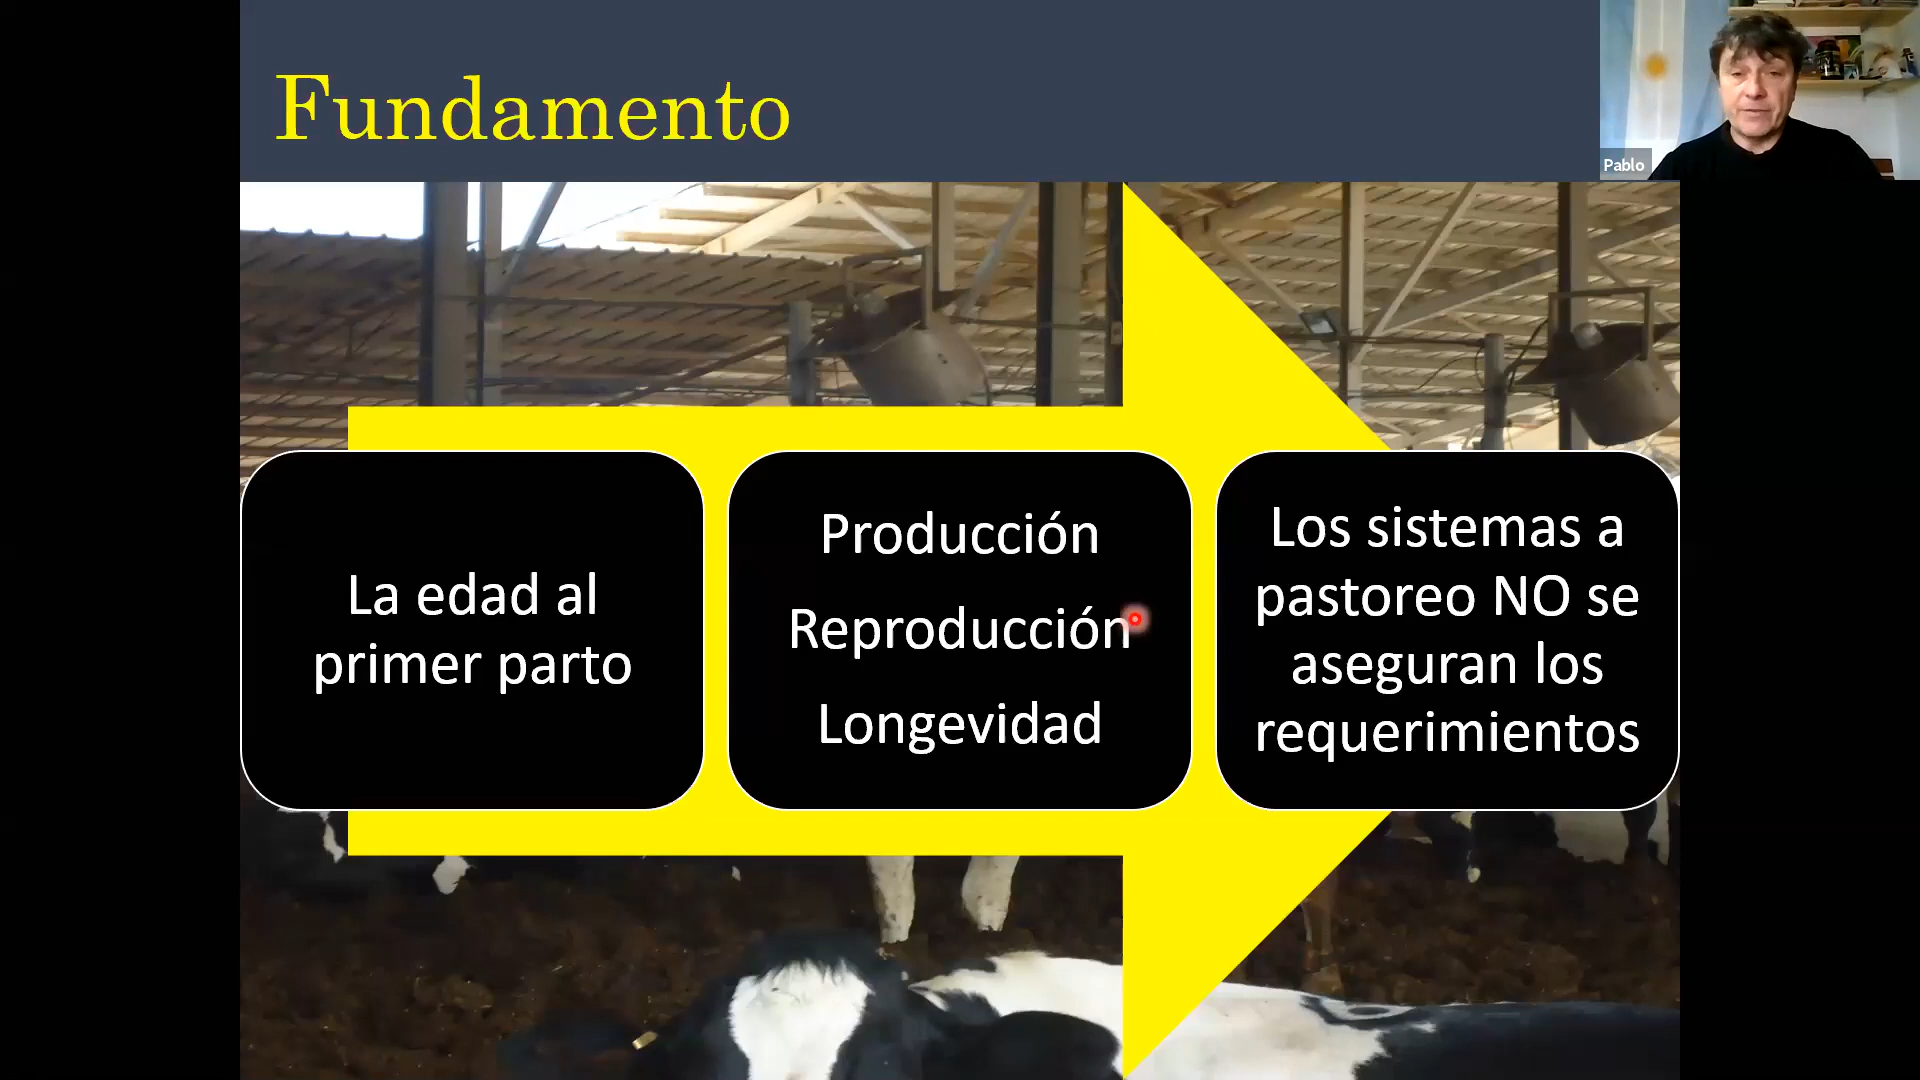 Fundamento
Pablo
La edad al
primer parto
Producción
Reproducción
Longevidad
Los sistemas a
pastoreo NO se
aseguran los
requerimientos